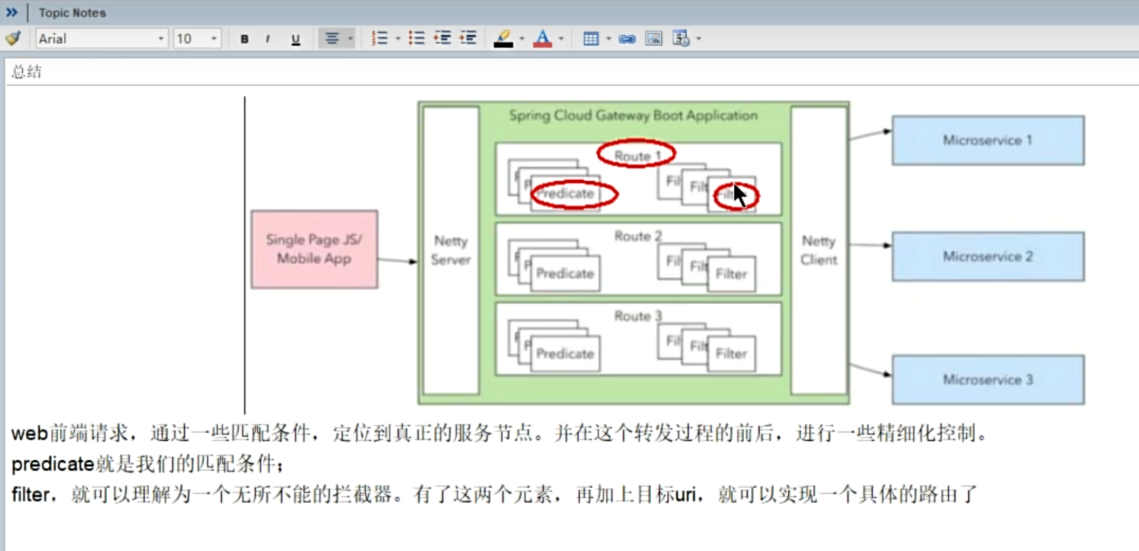 Topic Notes
Arial
10
B I U
总结
Spring Cloud Gateway Boot Application
Route 1
Predicate
Filter
Route 2
Predicate
Fil
Filt
Filter
Route 3
Predicate
Fil
Filt
Filter
Netty
Server
Netty
Client
Single Page JS/
Mobile App
Microservice 1
Microservice 2
Microservice 3
web前端请求，通过一些匹配条件，定位到真正的服务节点。并在这个转发过程的前后，进行一些精细化控制。
predicate就是我们的匹配条件；
filter，就可以理解为一个无所不能的拦截器。有了这两个元素，再加上目标uri，就可以实现一个具体的路由了